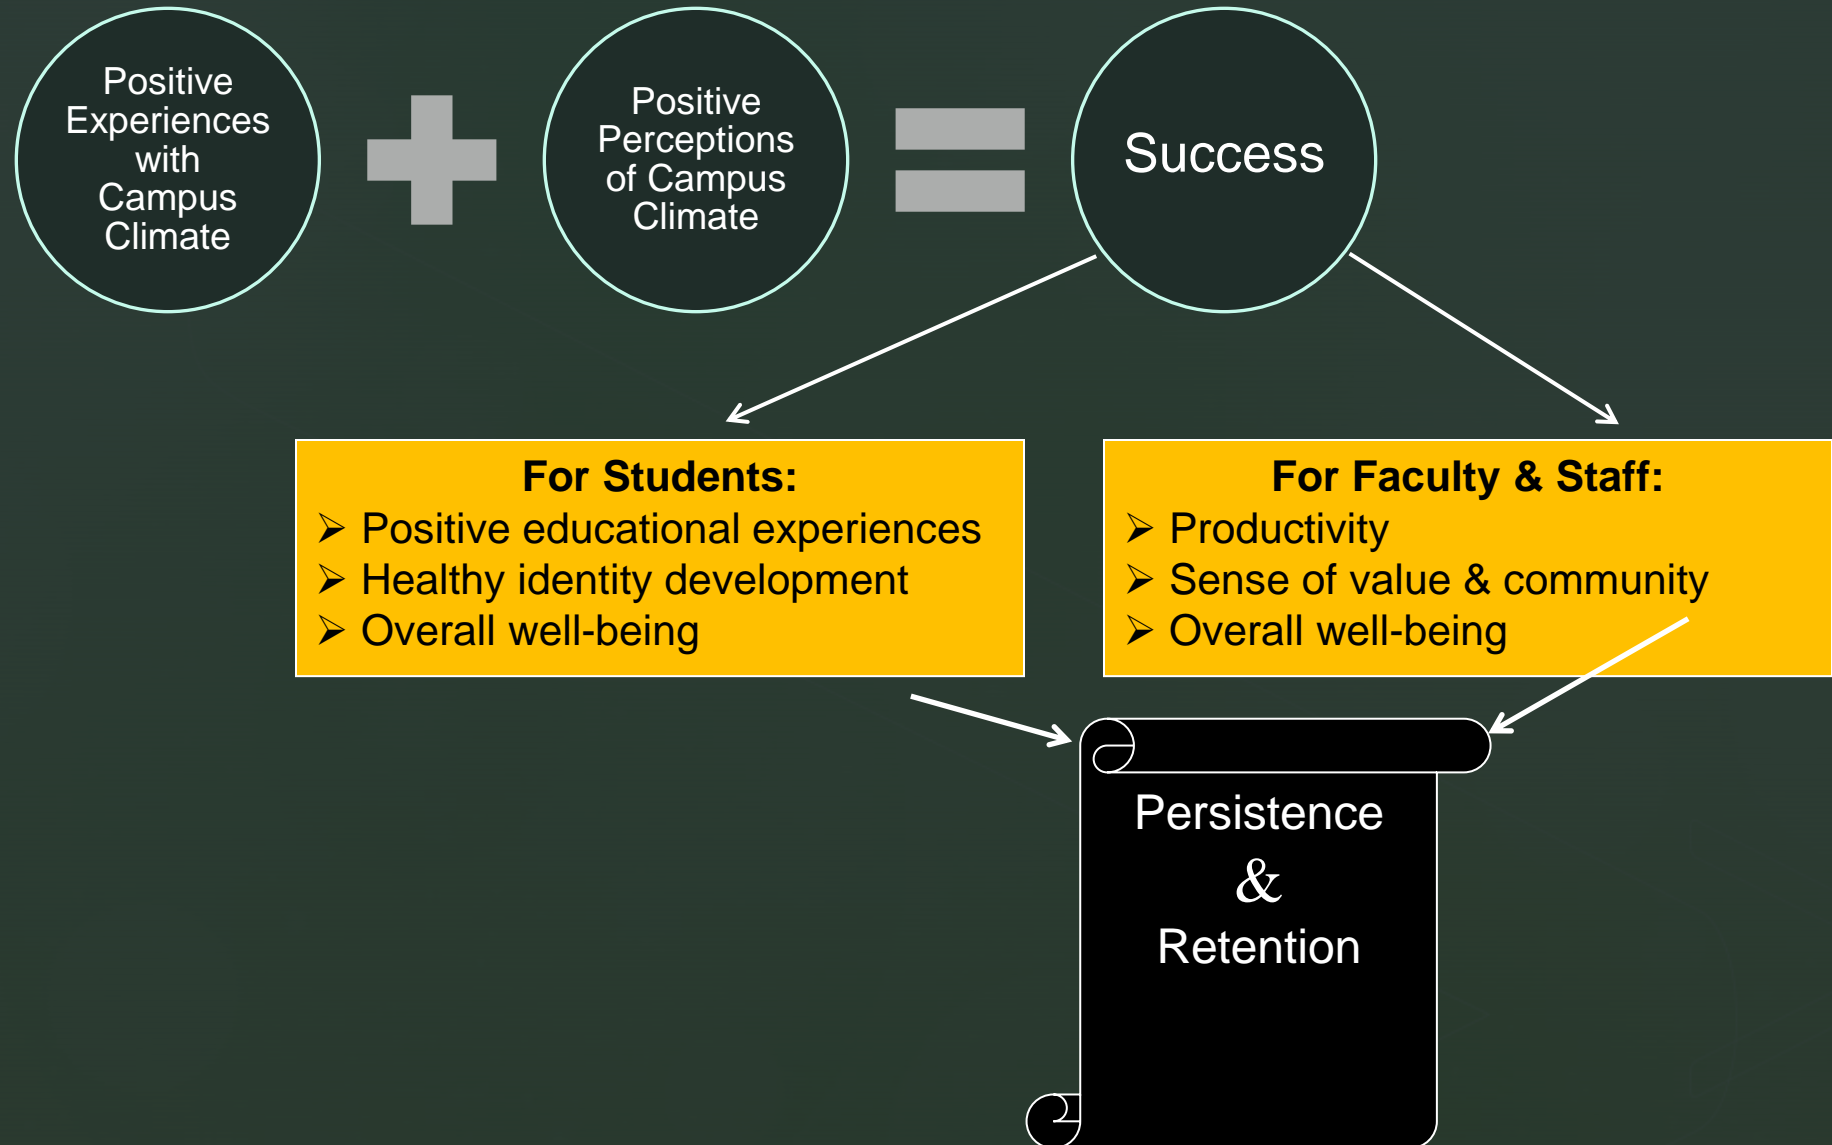 Positive
Experiences
with
Campus
Climate
Positive
Perceptions
of Campus
Climate
Success
For Students:
➢ Positive educational experiences
➢ Healthy identity development
➢ Overall well-being
For Faculty & Staff:
➢ Productivity
➢ Sense of value & community
➢ Overall well-being
Persistence
&
Retention